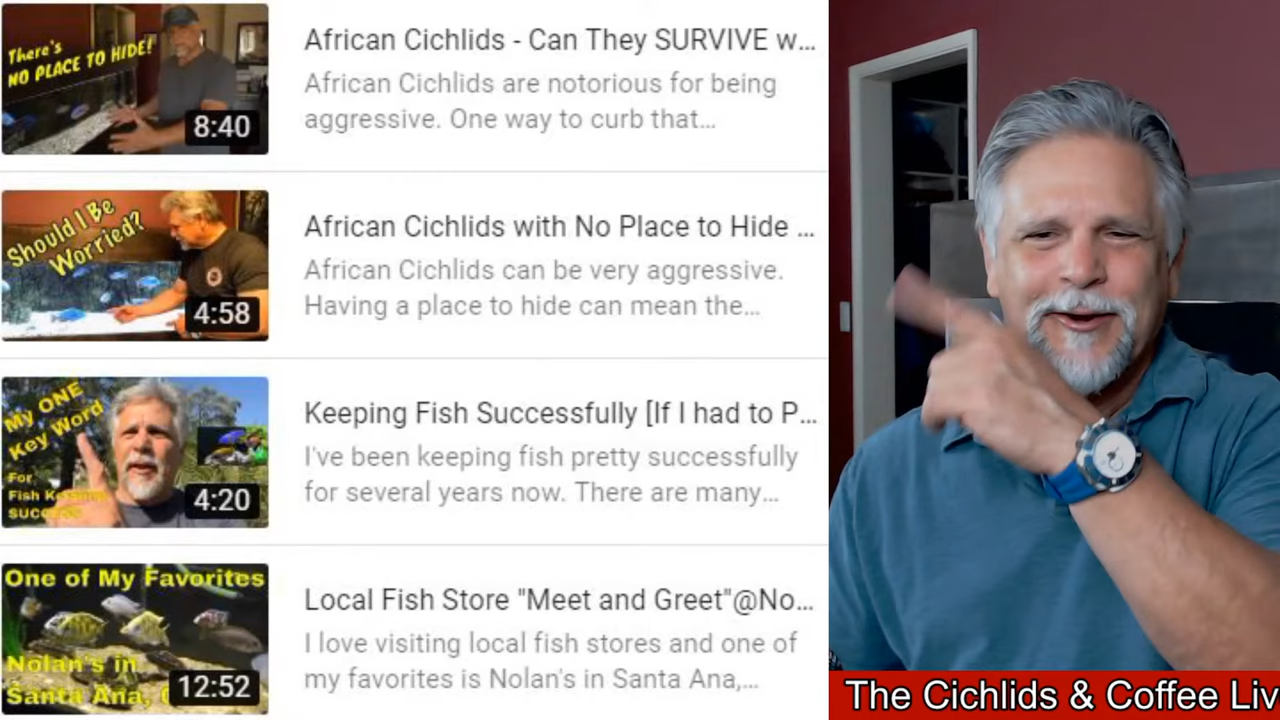 There's
NO PLACE TO HIDE!
8:40
African Cichlids - Can They SURVIVE w...
African Cichlids are notorious for being
aggressive. One way to curb that...
Should I Be
Worried?
4:58
African Cichlids with No Place to Hide ...
African Cichlids can be very aggressive.
Having a place to hide can mean the...
My ONE
Key Word
For
Fish Keeping
SUCCESS
4:20
Keeping Fish Successfully [If I had to P...
I've been keeping fish pretty successfully
for several years now. There are many...
One of My Favorites
Nolan's in
Santa Ana,
12:52
Local Fish Store "Meet and Greet"@No...
I love visiting local fish stores and one of
my favorites is Nolan's in Santa Ana,...
The Cichlids & Coffee Liv